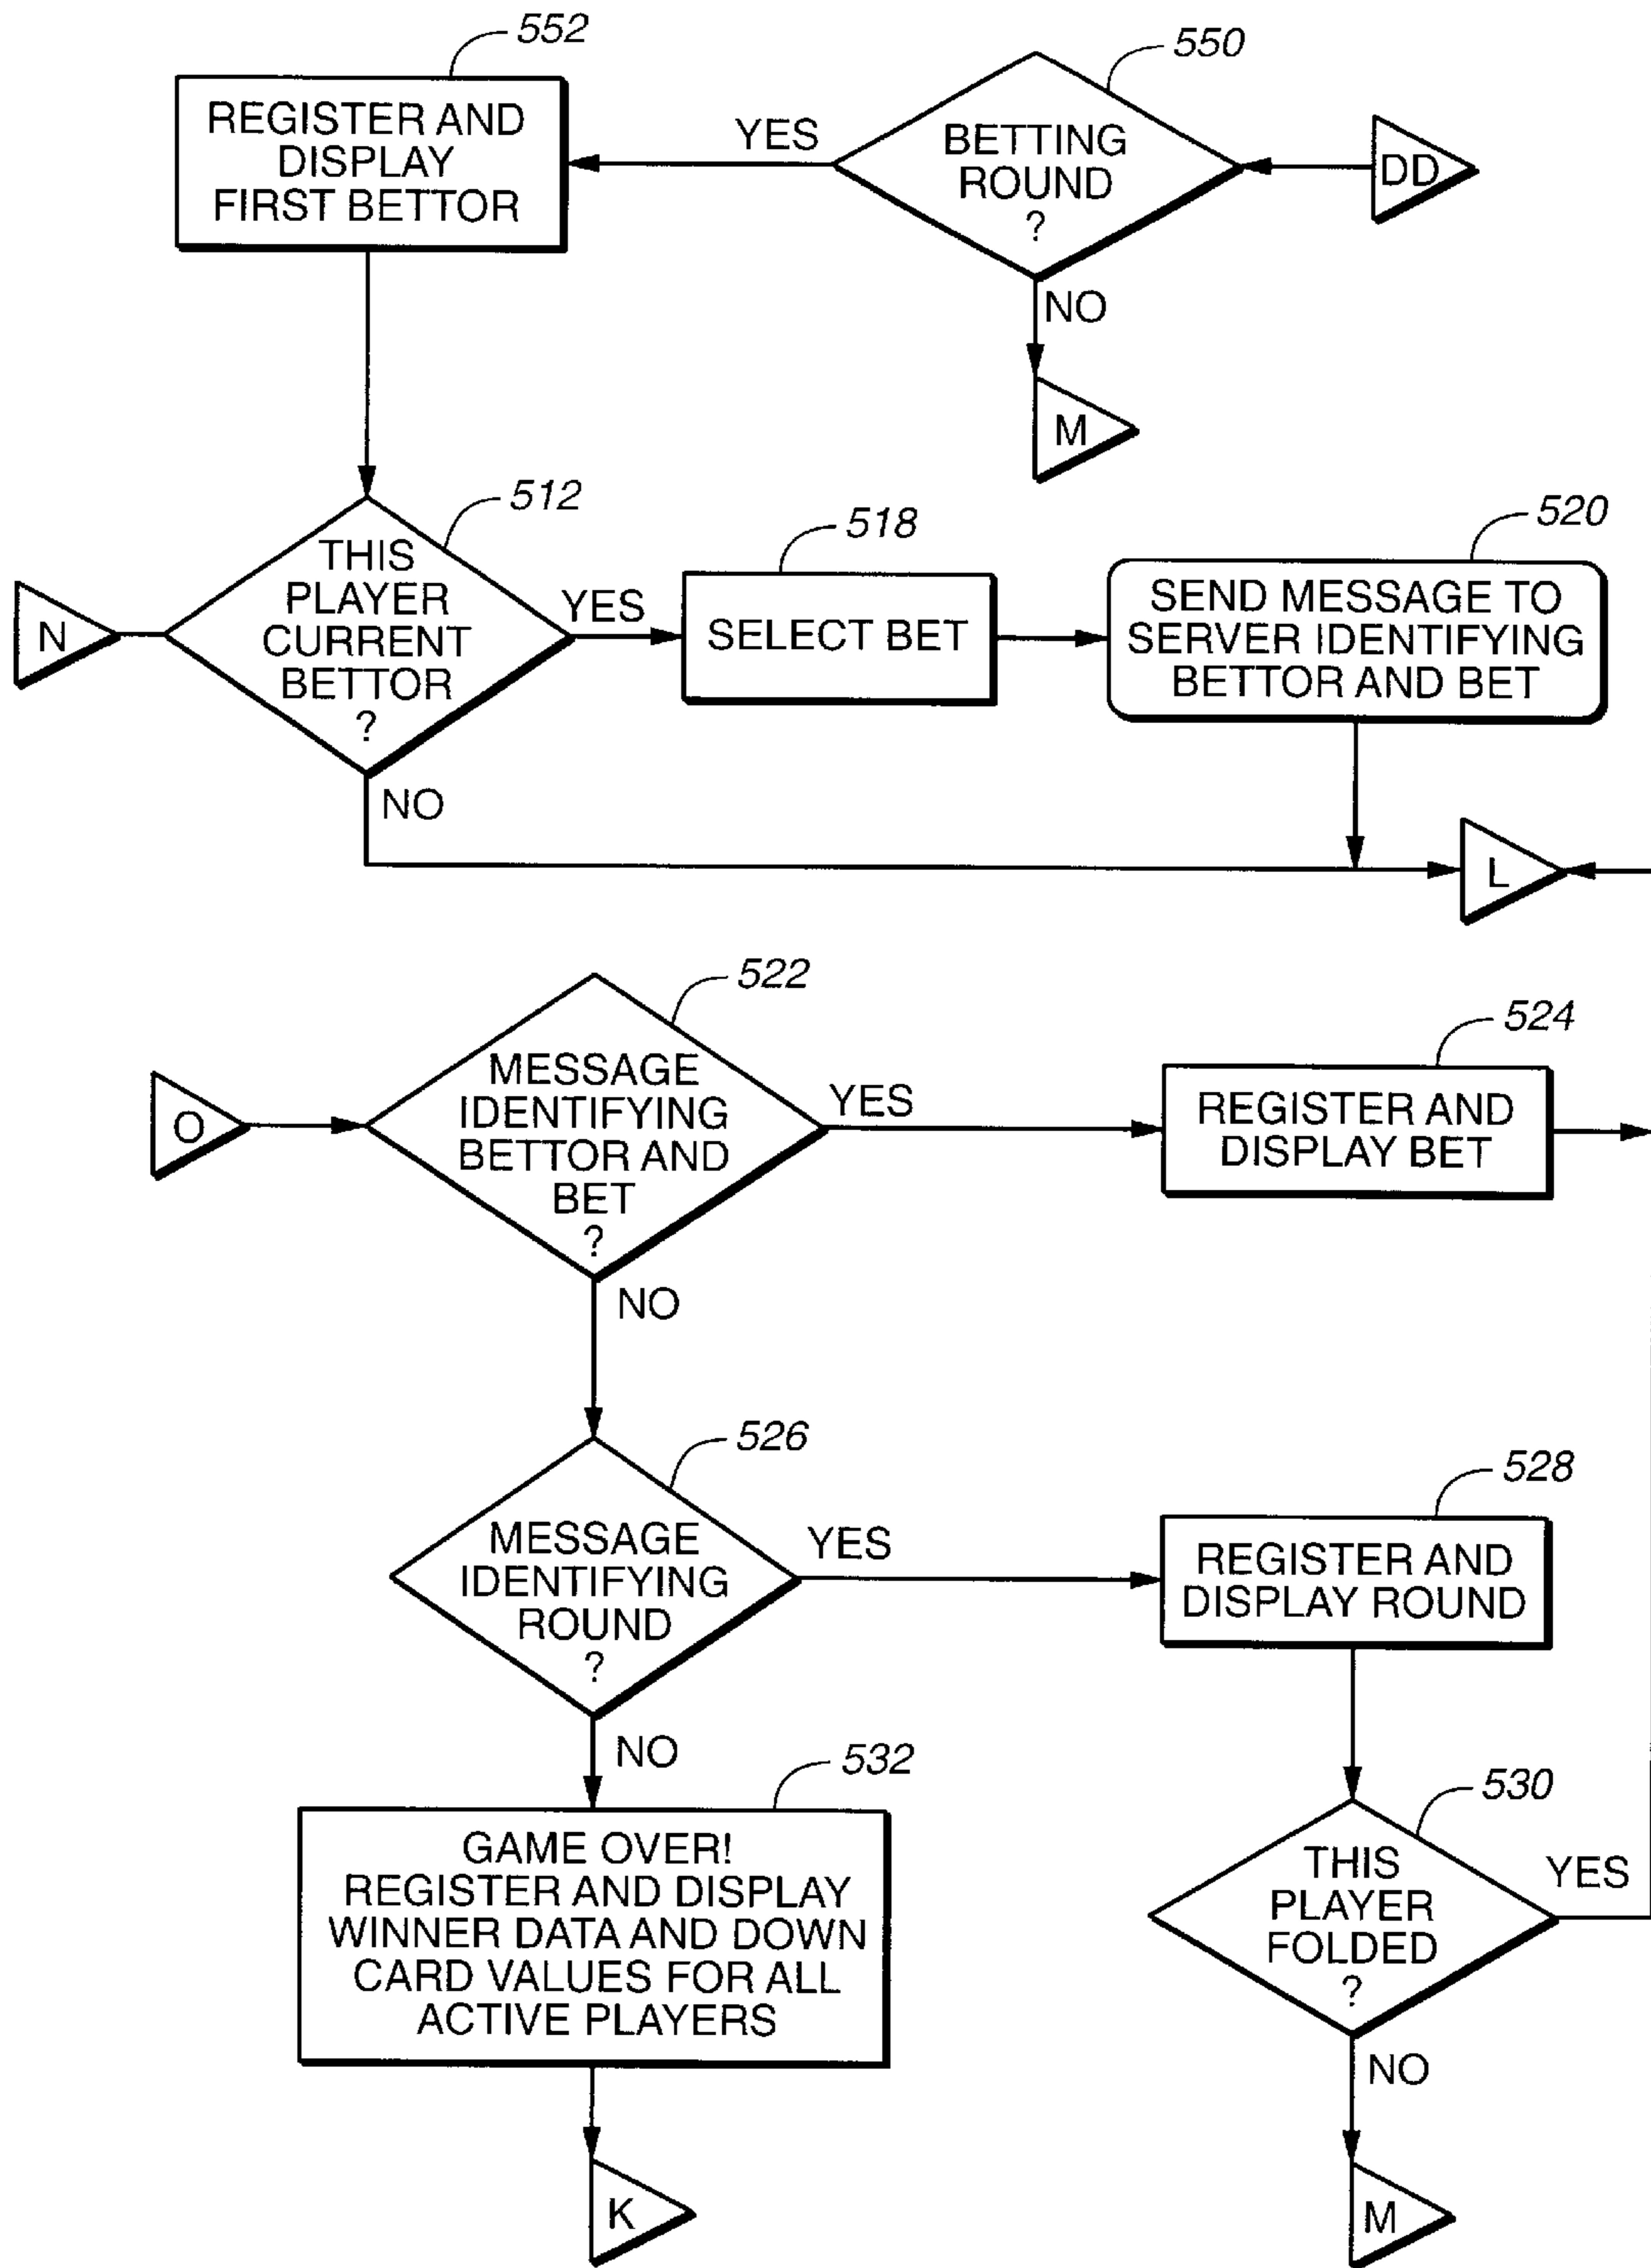 552
REGISTER AND
DISPLAY
FIRST BETTOR
YES
550
BETTING
ROUND
?
DD
NO
M
512
THIS
PLAYER
CURRENT
BETTOR
?
N
YES
518
SELECT BET
520
SEND MESSAGE TO
SERVER IDENTIFYING
BETTOR AND BET
NO
L
522
MESSAGE
IDENTIFYING
BETTOR AND
BET
?
O
YES
524
REGISTER AND
DISPLAY BET
NO
526
MESSAGE
IDENTIFYING
ROUND
?
YES
528
REGISTER AND
DISPLAY ROUND
NO
532
GAME OVER!
REGISTER AND DISPLAY
WINNER DATA AND DOWN
CARD VALUES FOR ALL
ACTIVE PLAYERS
530
THIS
PLAYER
FOLDED
?
YES
NO
K
M